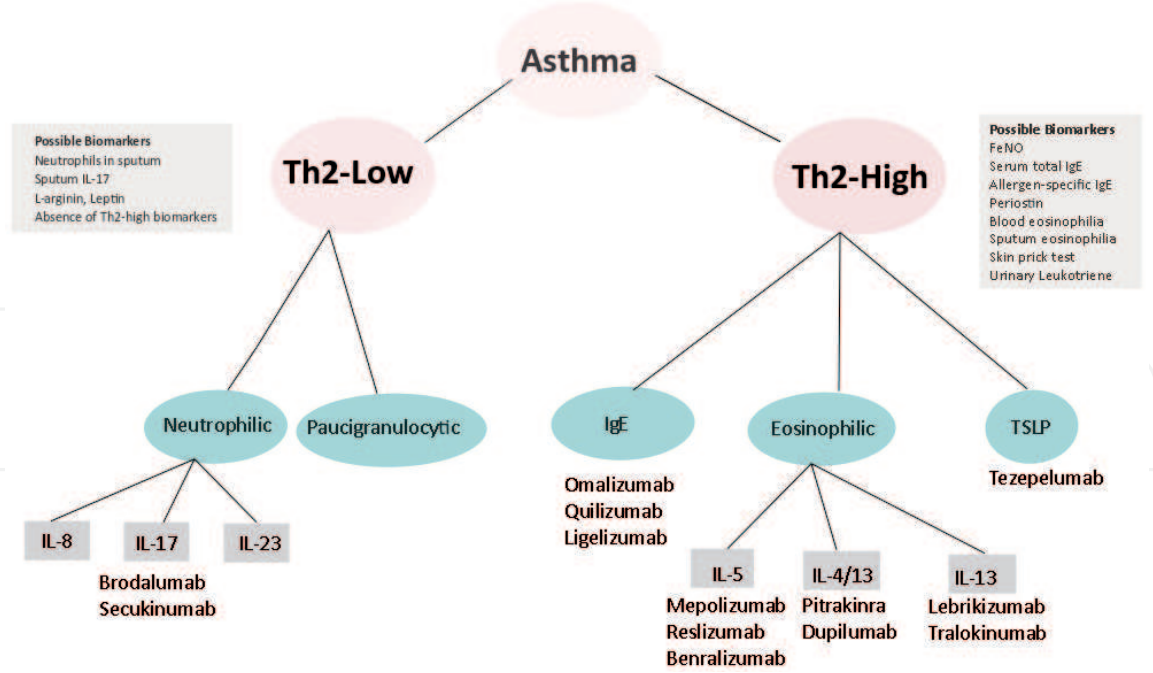 Asthma
Th2-Low
Th2-High
Possible Biomarkers
Neutrophils in sputum
Sputum IL-17
L-arginin, Leptin
Absence of Th2-high biomarkers
Possible Biomarkers
FeNO
Serum total IgE
Allergen-specific IgE
Periostin
Blood eosinophilia
Sputum eosinophilia
Skin prick test
Urinary Leukotriene
Neutrophilic
Paucigranulocytic
IgE
Eosinophilic
TSLP
Omalizumab
Quilizumab
Ligelizumab
Tezepelumab
IL-8
IL-17
IL-23
Brodalumab
Secukinumab
IL-5
IL-4/13
IL-13
Mepolizumab
Reslizumab
Benralizumab
Pitrakinra
Dupilumab
Lebrikizumab
Tralokinumab